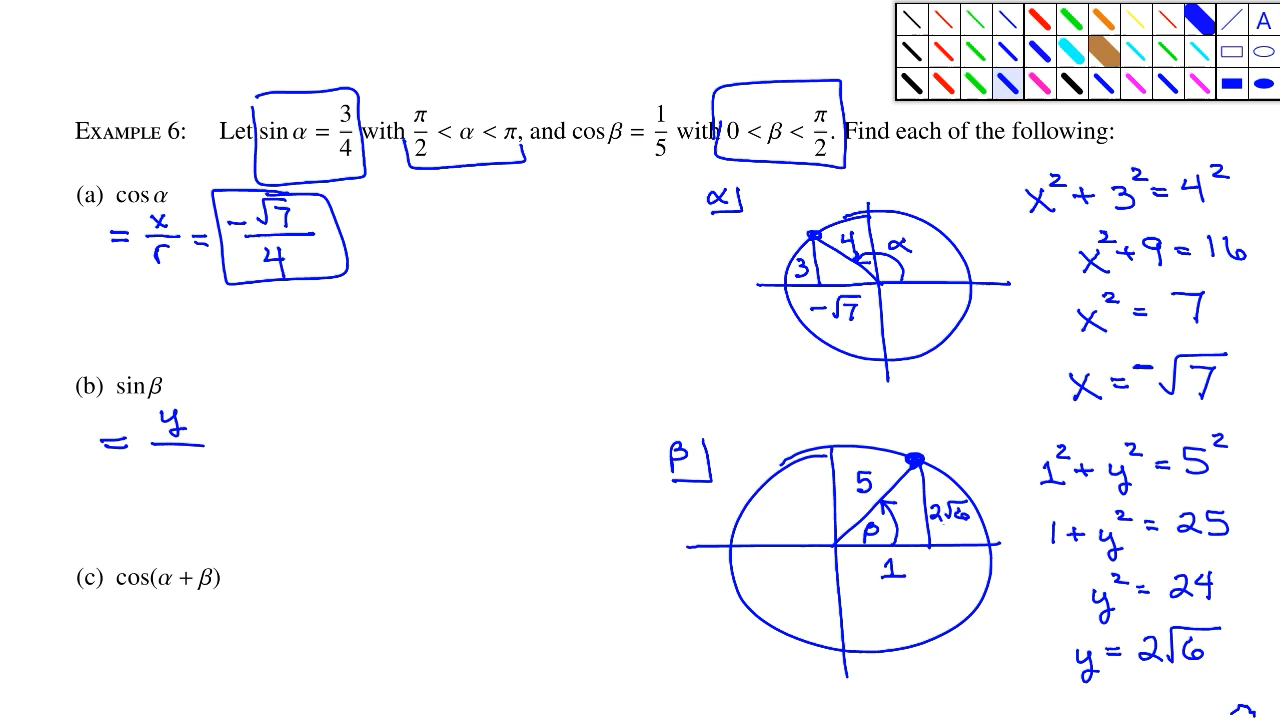 A
EXAMPLE 6: Let sin α = 3/4 with π/2 < α < π, and cos β = 1/5 with 0 < β < π/2. Find each of the following:
(a) cos α
= x/r = -√7/4
α
4 α
3
-√7
x² + 3² = 4²
x² + 9 = 16
x² = 7
x = -√7
(b) sin β
= y
β
5
2√6
β
1
1² + y² = 5²
1 + y² = 25
y² = 24
y = 2√6
(c) cos(α + β)